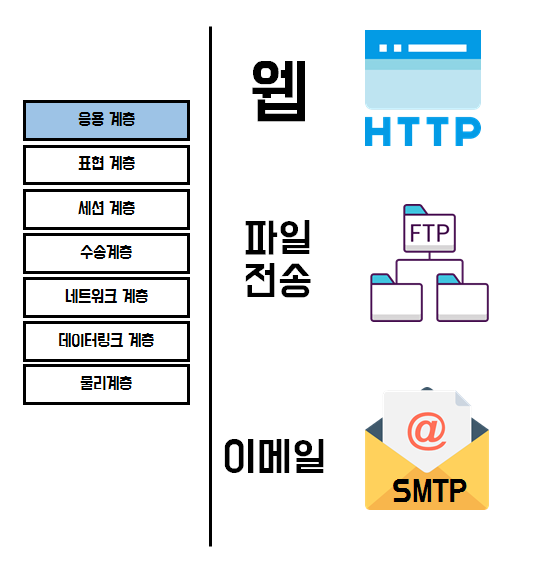 응용 계층
표현 계층
세션 계층
수송계층
네트워크 계층
데이터링크 계층
물리계층
웹
HTTP
파일
전송
FTP
이메일
@
SMTP